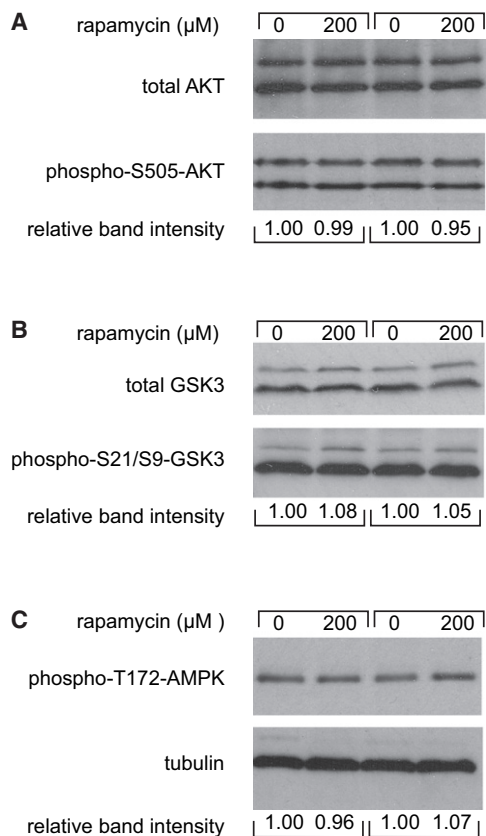 A rapamycin (µM) 0 200 0 200
total AKT
phospho-S505-AKT
relative band intensity 1.00 0.99 1.00 0.95
B rapamycin (µM) 0 200 0 200
total GSK3
phospho-S21/S9-GSK3
relative band intensity 1.00 1.08 1.00 1.05
C rapamycin (µM ) 0 200 0 200
phospho-T172-AMPK
tubulin
relative band intensity 1.00 0.96 1.00 1.07